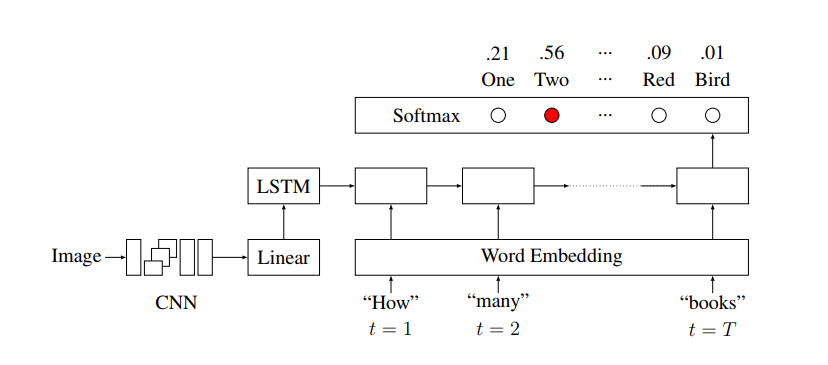 .21 .56 ... .09 .01
One Two ... Red Bird
Softmax ...
LSTM
Image
Linear
Word Embedding
CNN
“How” “many” “books”
t = 1 t = 2 t = T